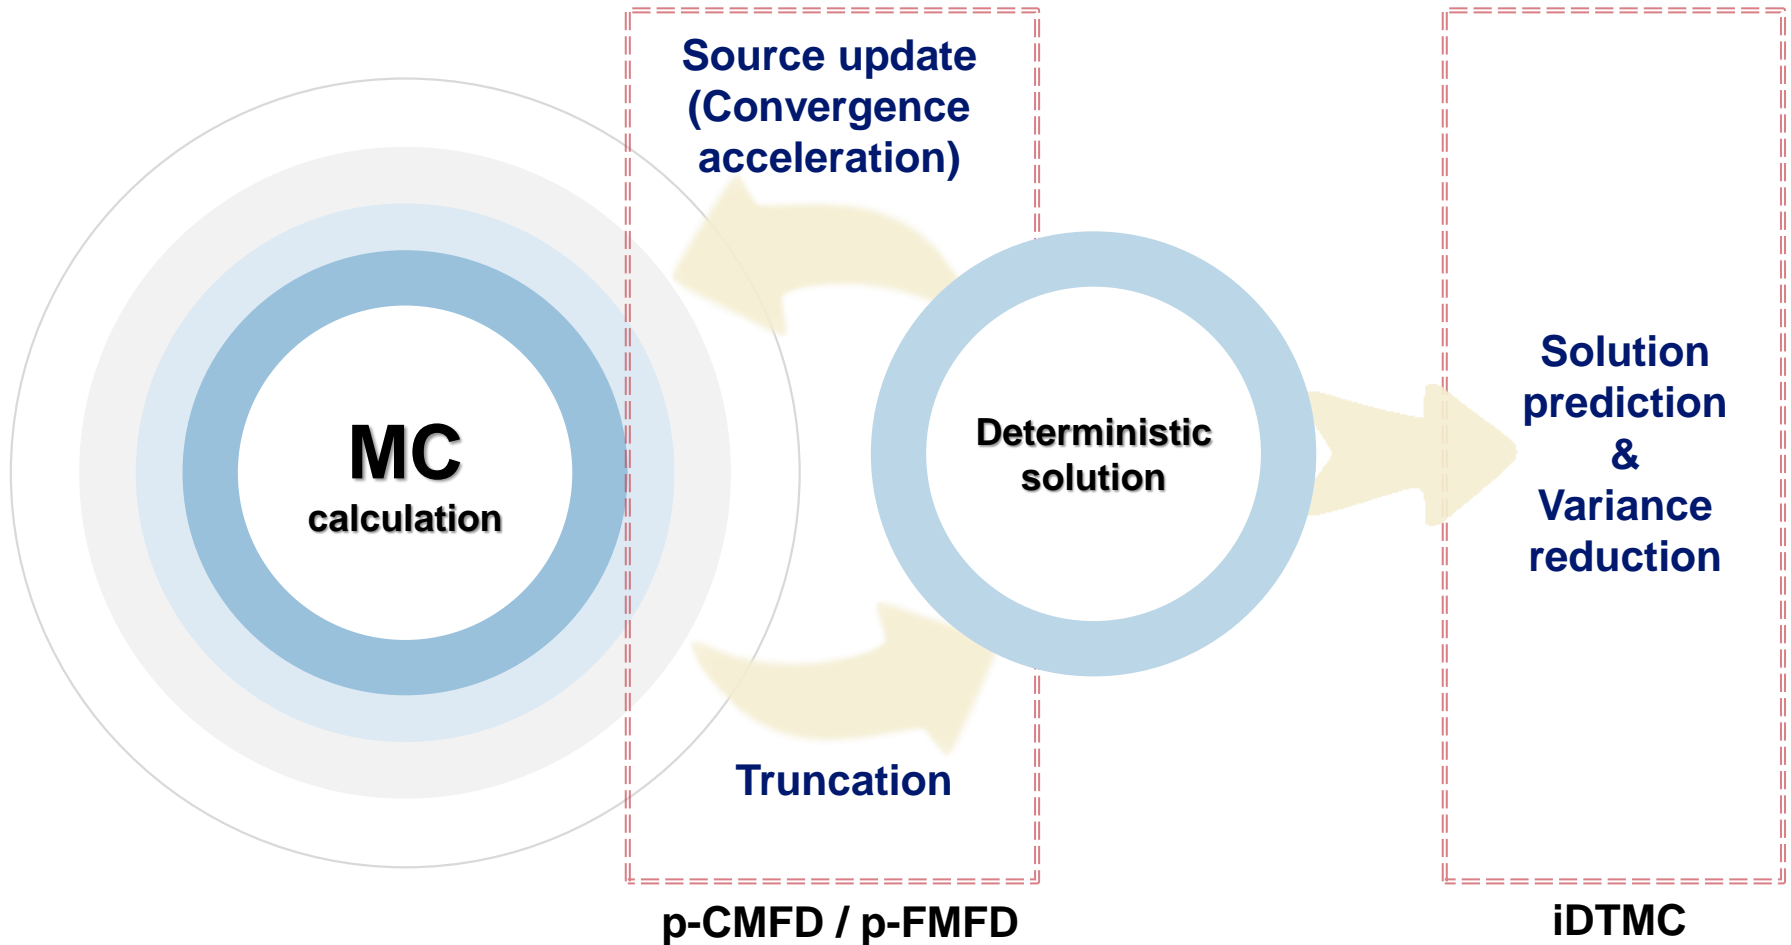 Source update
(Convergence
acceleration)
MC
calculation
Deterministic
solution
Solution
prediction
&
Variance
reduction
Truncation
p-CMFD / p-FMFD
iDTMC